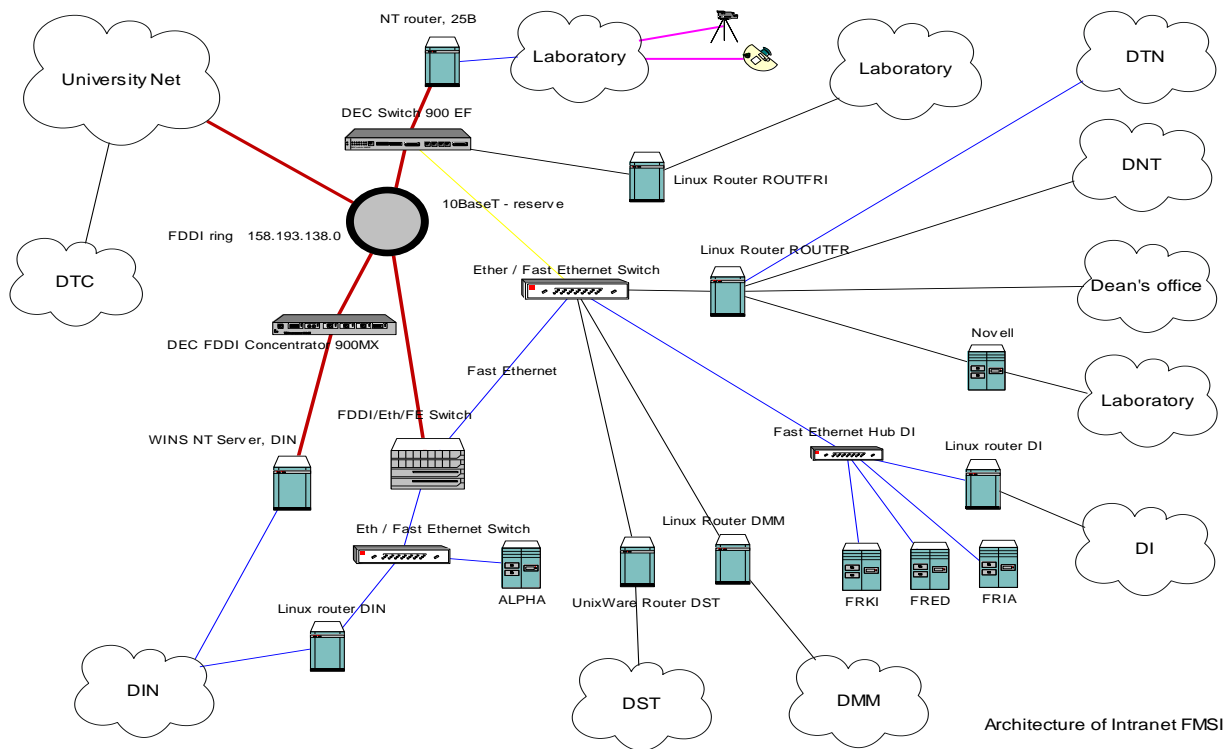 NT router, 25B
Laboratory
DTN
University Net
Laboratory
DEC Switch 900 EF
DNT
Linux Router ROUTFRI
10BaseT - reserve
FDDI ring 158.193.138.0
Linux Router ROUTFR
DTC
Ether / Fast Ethernet Switch
Dean's office
Novell
DEC FDDI Concentrator 900MX
Fast Ethernet
Laboratory
FDDI/Eth/FE Switch
Fast Ethernet Hub DI
WINS NT Server, DIN
Linux router DI
Eth / Fast Ethernet Switch
Linux Router DMM
DI
ALPHA
UnixWare Router DST
FRKI
FRED
FRIA
Linux router DIN
DIN
DST
DMM
Architecture of Intranet FMSI